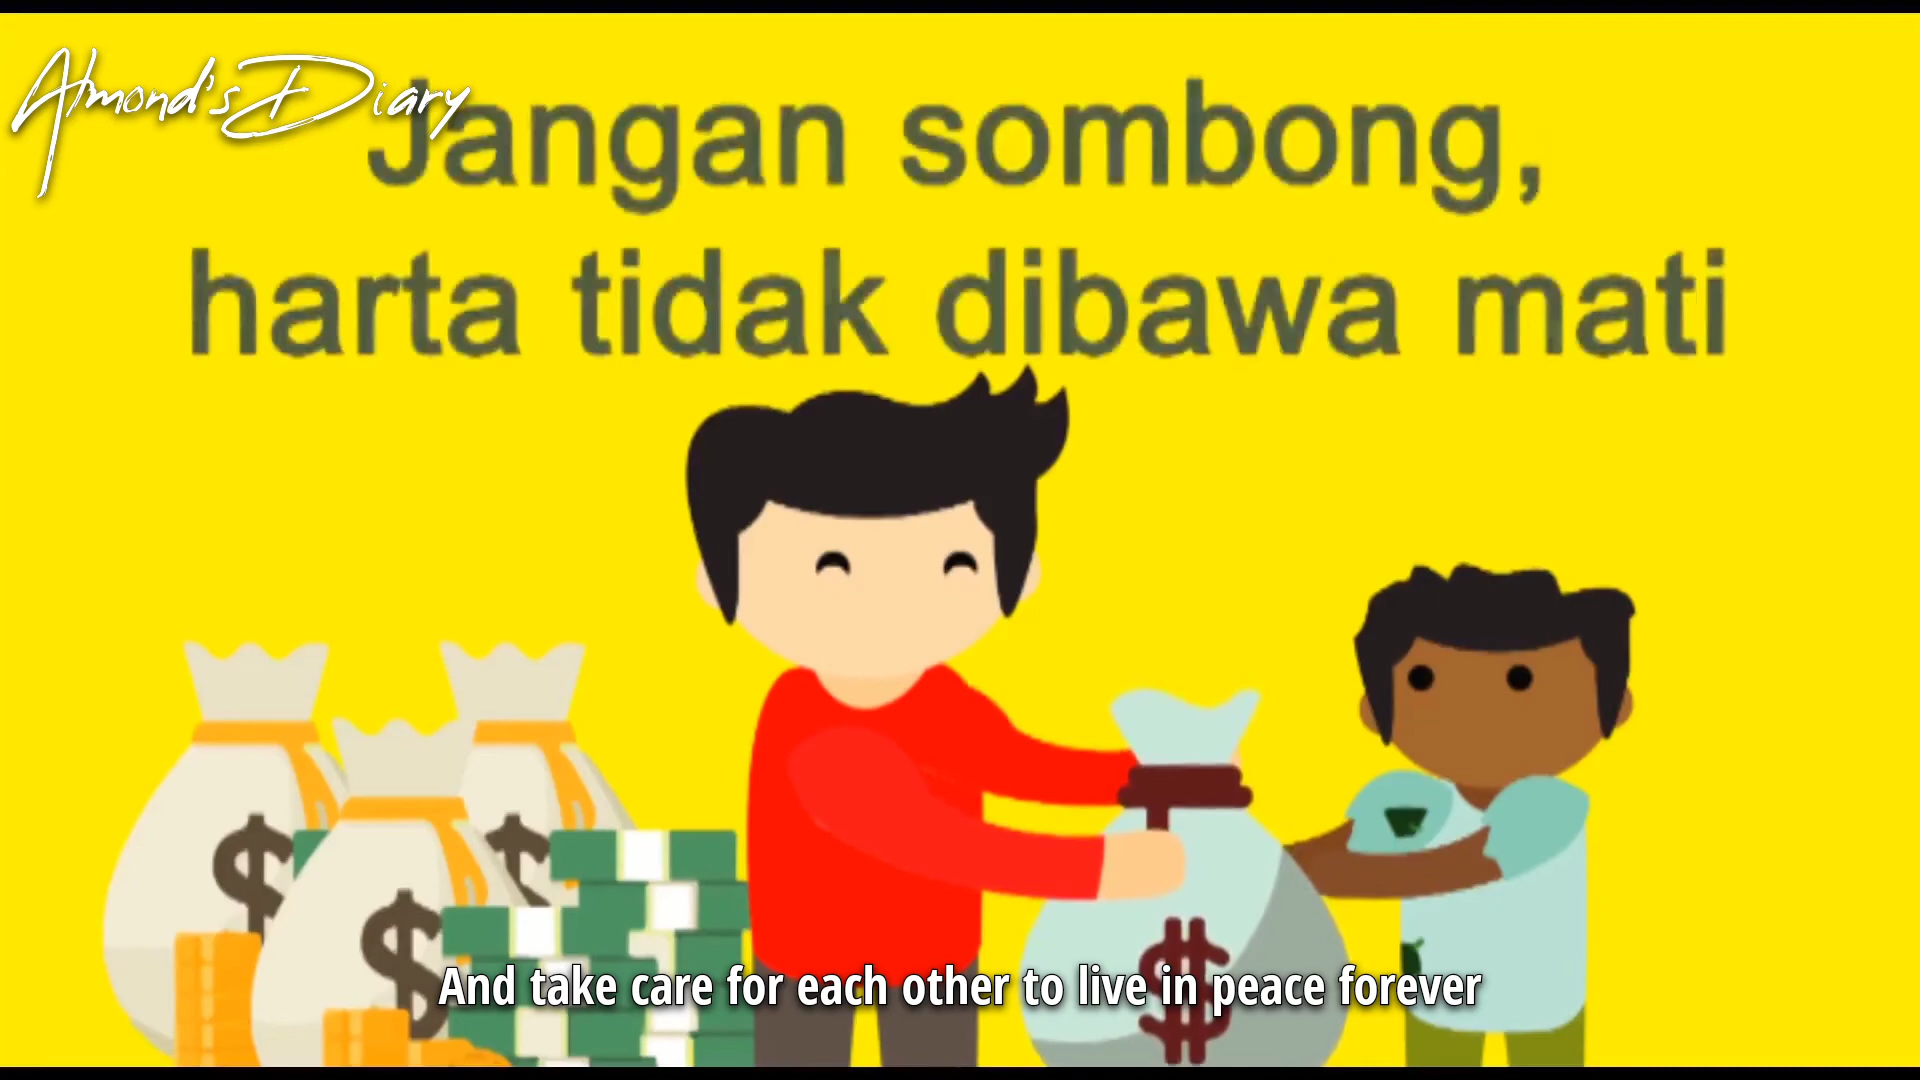 Almond's Diary
Jangan sombong,
harta tidak dibawa mati
$ $ $
$
And take care for each other to live in peace forever